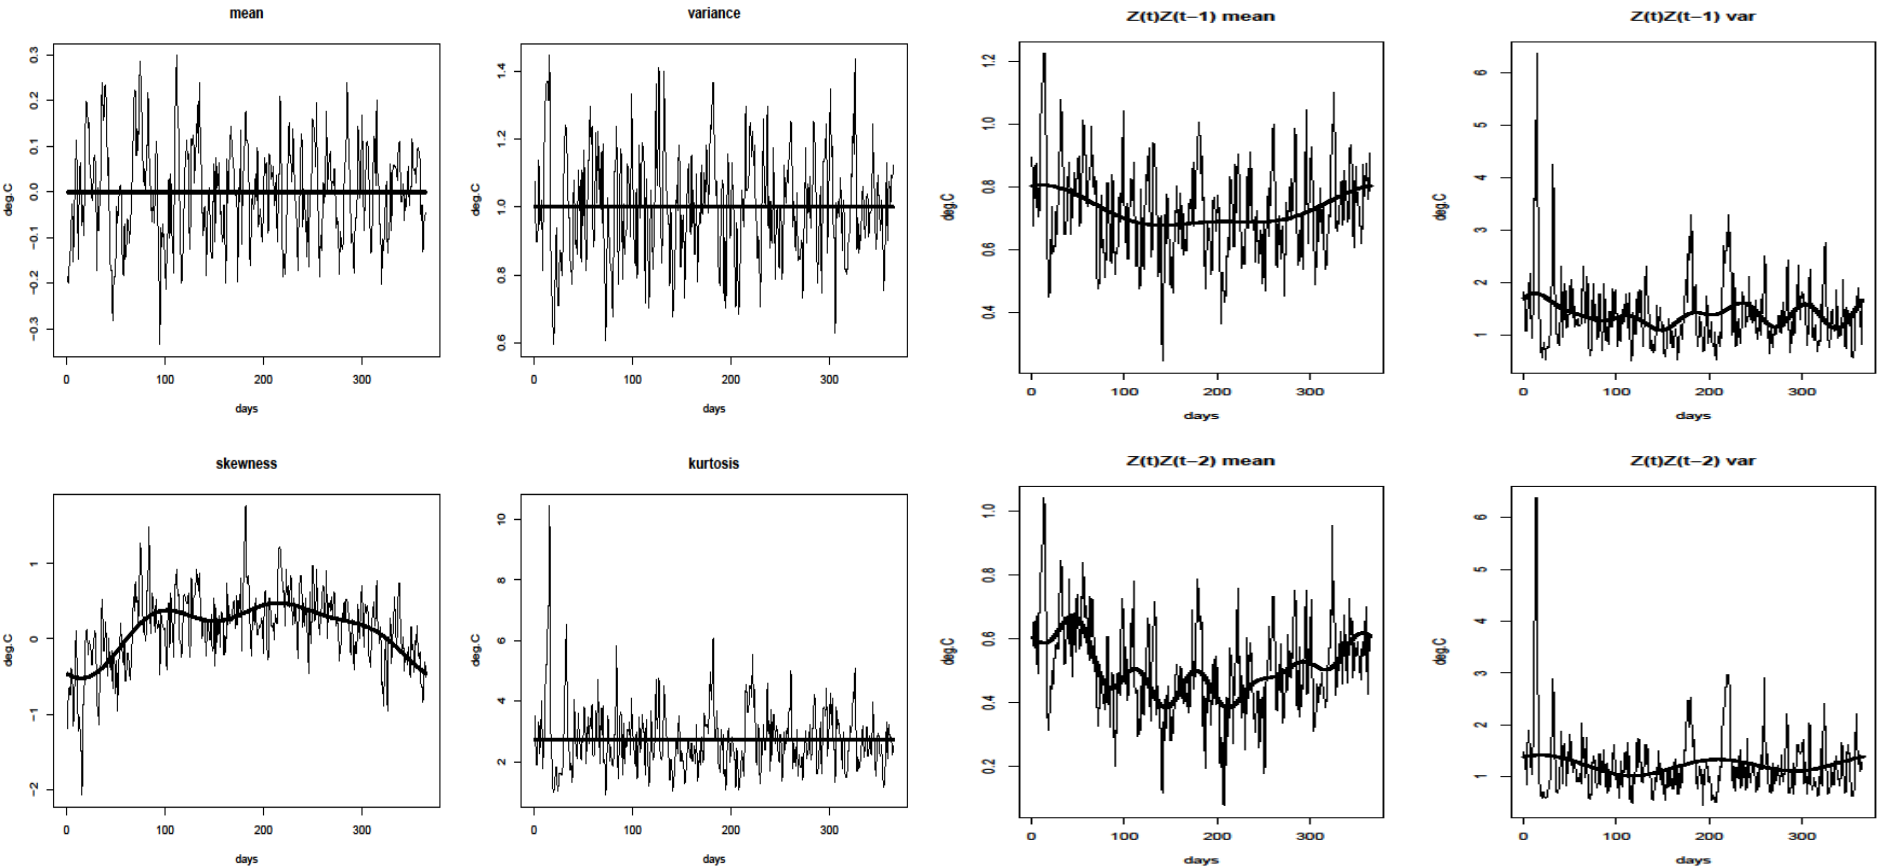 mean
deg.C
0.3
0.2
0.1
0.0
−0.1
−0.2
−0.3
0 100 200 300
days
variance
deg.C
1.4
1.2
1.0
0.8
0.6
0 100 200 300
days
Z(t)Z(t−1) mean
deg.C
1.2
1.0
0.8
0.6
0.4
0 100 200 300
days
Z(t)Z(t−1) var
deg.C
6
5
4
3
2
1
0 100 200 300
days
skewness
deg.C
1
0
−1
−2
0 100 200 300
days
kurtosis
deg.C
10
8
6
4
2
0 100 200 300
days
Z(t)Z(t−2) mean
deg.C
1.0
0.8
0.6
0.4
0.2
0 100 200 300
days
Z(t)Z(t−2) var
deg.C
6
5
4
3
2
1
0 100 200 300
days